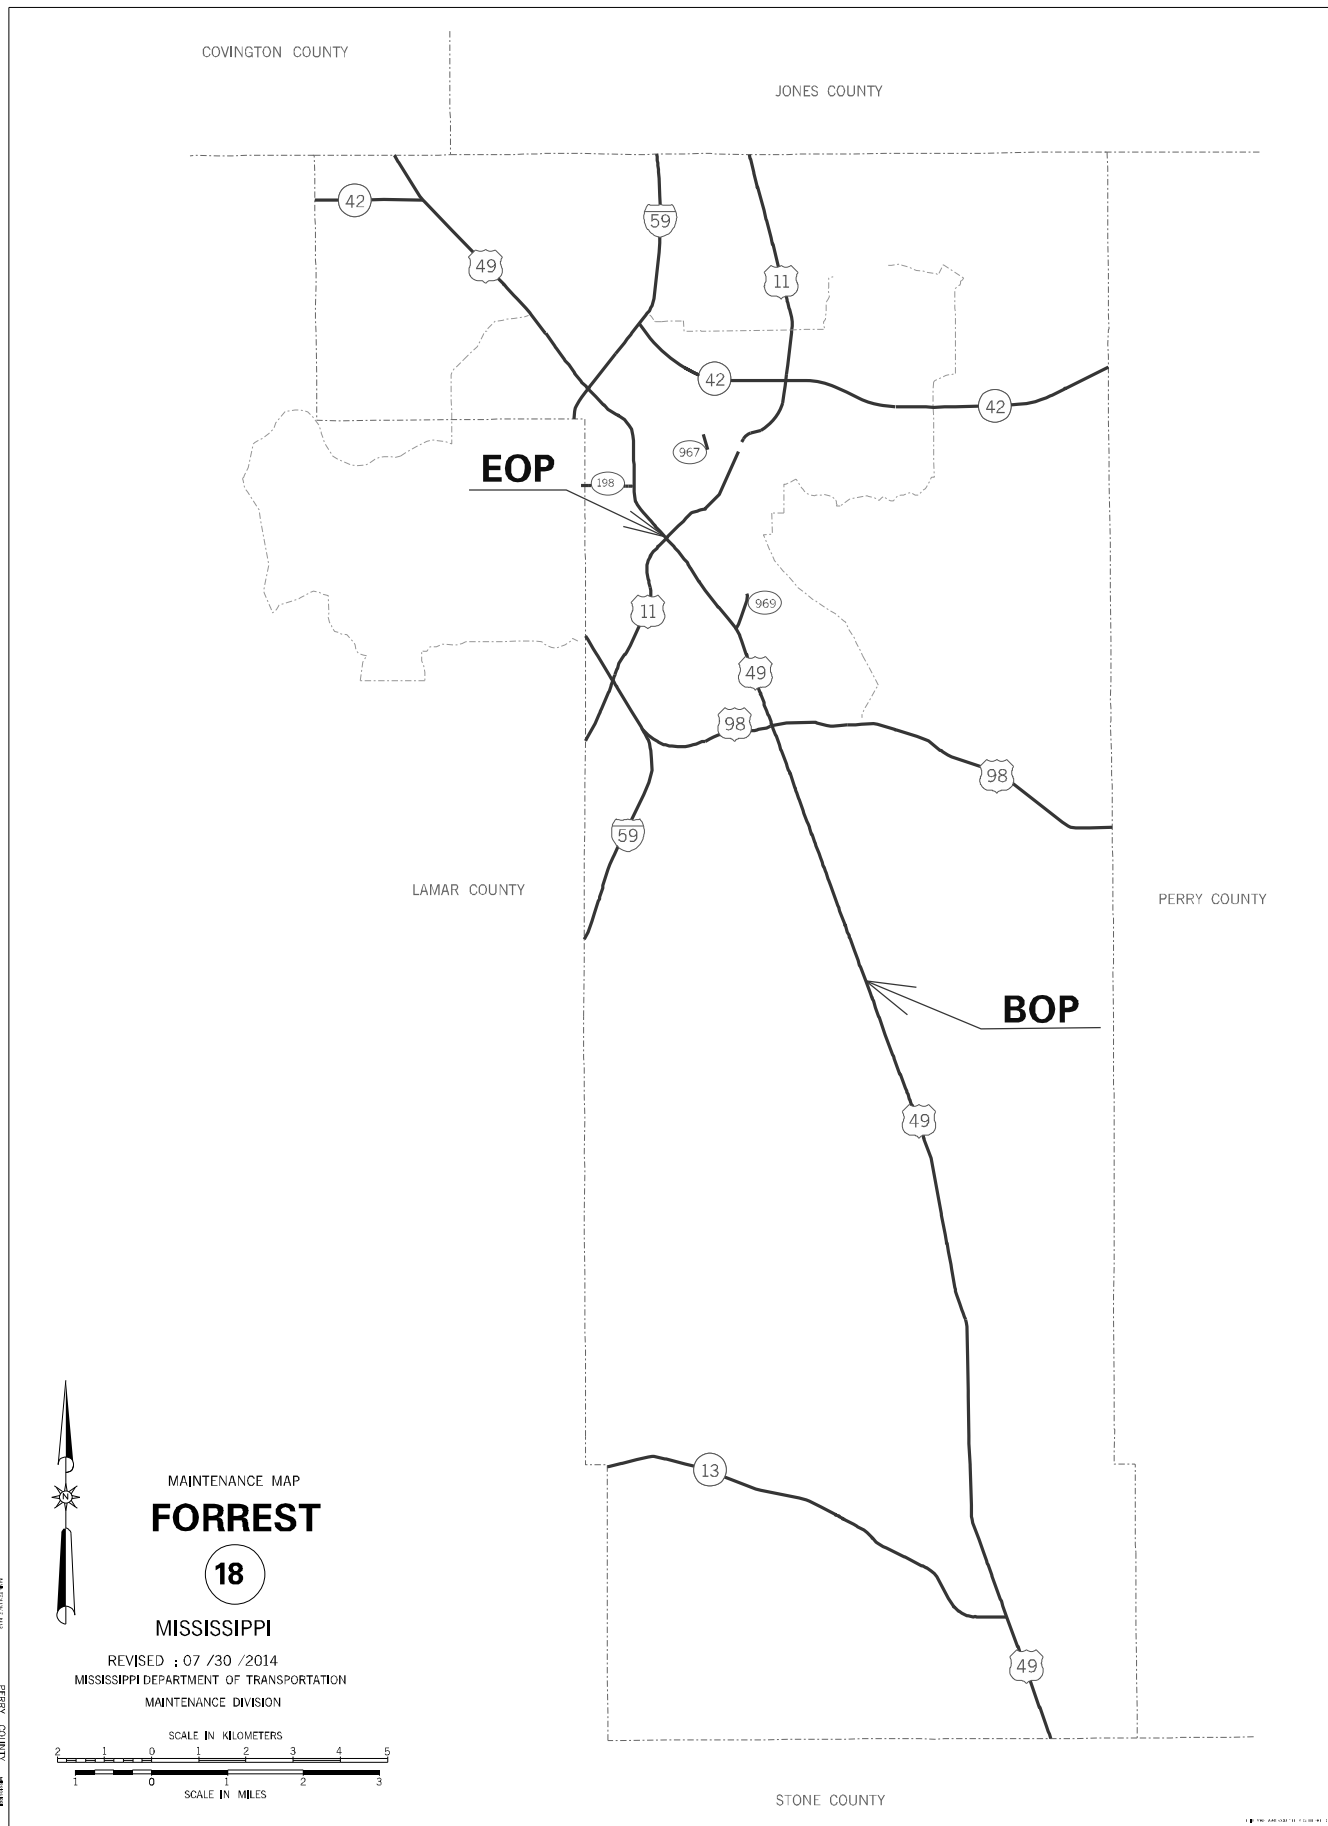 COVINGTON COUNTY
JONES COUNTY
42
59
49
11
42
42
967
EOP
198
969
11
49
98
98
59
LAMAR COUNTY
PERRY COUNTY
BOP
49
13
MAINTENANCE MAP
FORREST
N
18
MISSISSIPPI
REVISED : 07 /30 /2014
MISSISSIPPI DEPARTMENT OF TRANSPORTATION
49
MAINTENANCE DIVISION
SCALE IN KILOMETERS
2 1 0 1 2 3 4 5
1 0 1 2 3
SCALE IN MILES
STONE COUNTY
PERRY COUNTY